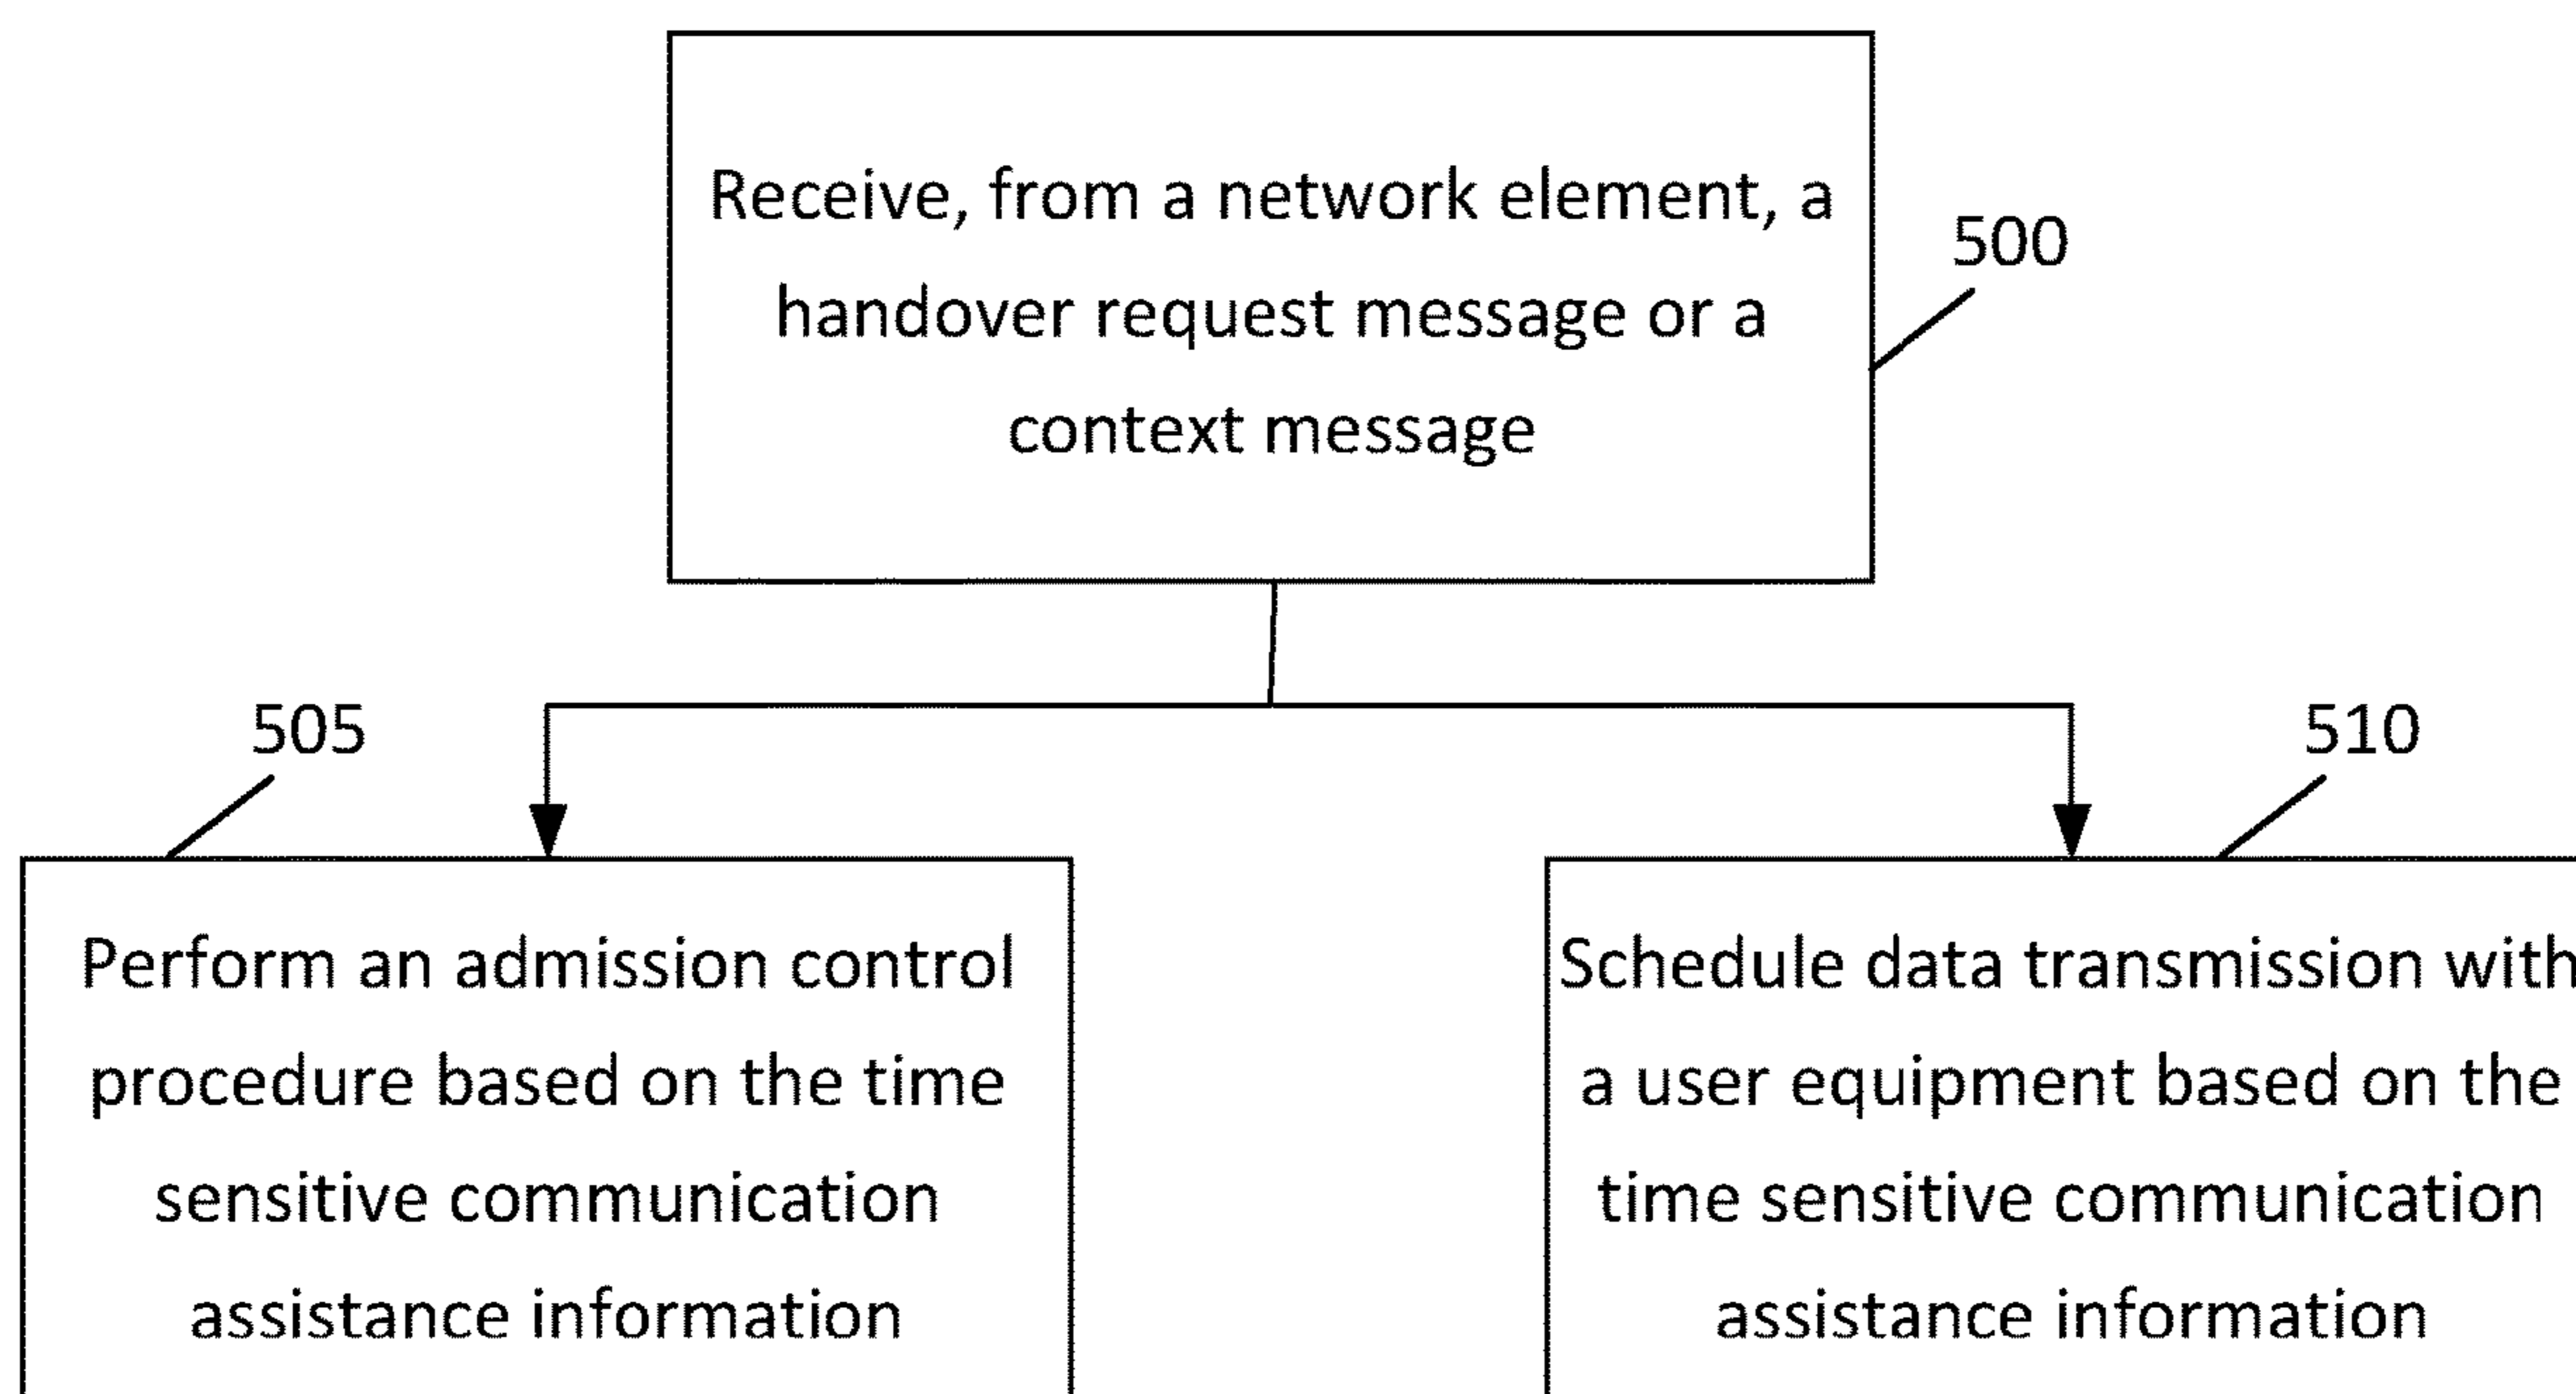 Receive, from a network element, a
handover request message or a
context message
500
505
510
Perform an admission control
procedure based on the time
sensitive communication
assistance information
Schedule data transmission with
a user equipment based on the
time sensitive communication
assistance information